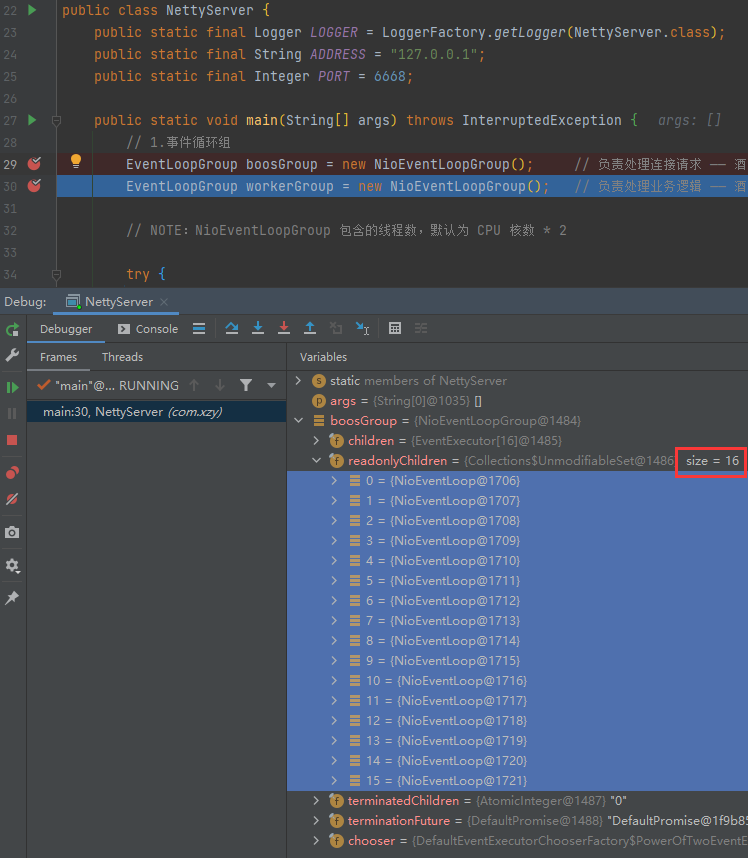 22 public class NettyServer {
23 public static final Logger LOGGER = LoggerFactory.getLogger(NettyServer.class);
24 public static final String ADDRESS = "127.0.0.1";
25 public static final Integer PORT = 6668;
26
27 public static void main(String[] args) throws InterruptedException { args: []
28 // 1.事件循环组
29 EventLoopGroup boosGroup = new NioEventLoopGroup(); // 负责处理连接请求 —— 酒
30 EventLoopGroup workerGroup = new NioEventLoopGroup(); // 负责处理业务逻辑 —— 酒
31
32 // NOTE：NioEventLoopGroup 包含的线程数，默认为 CPU 核数 * 2
33
34 try {
Debug: NettyServer
Debugger Console
Frames Threads Variables
"main"@... RUNNING
main:30, NettyServer (com.xzy)
static members of NettyServer
args = {String[0]@1035} []
boosGroup = {NioEventLoopGroup@1484}
children = {EventExecutor[16]@1485}
readonlyChildren = {Collections$UnmodifiableSet@1486 size = 16
0 = {NioEventLoop@1706}
1 = {NioEventLoop@1707}
2 = {NioEventLoop@1708}
3 = {NioEventLoop@1709}
4 = {NioEventLoop@1710}
5 = {NioEventLoop@1711}
6 = {NioEventLoop@1712}
7 = {NioEventLoop@1713}
8 = {NioEventLoop@1714}
9 = {NioEventLoop@1715}
10 = {NioEventLoop@1716}
11 = {NioEventLoop@1717}
12 = {NioEventLoop@1718}
13 = {NioEventLoop@1719}
14 = {NioEventLoop@1720}
15 = {NioEventLoop@1721}
terminatedChildren = {AtomicInteger@1487} "0"
terminationFuture = {DefaultPromise@1488} "DefaultPromise@1f9b85
chooser = {DefaultEventExecutorChooserFactory$PowerOfTwoEventE